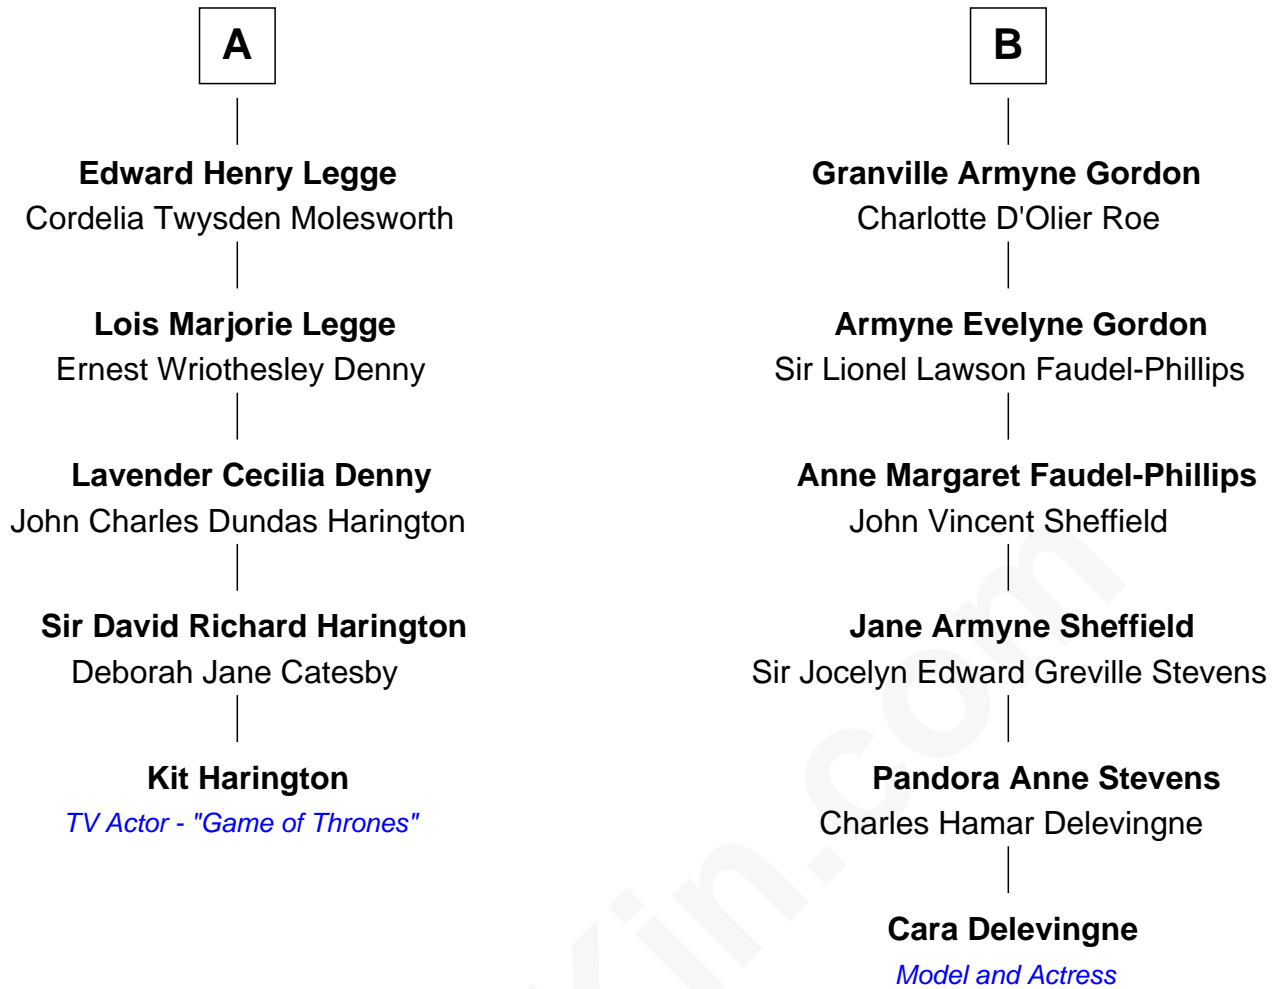 A
Edward Henry Legge
Cordelia Twysden Molesworth
Lois Marjorie Legge
Ernest Wriothesley Denny
Lavender Cecilia Denny
John Charles Dundas Harington
Sir David Richard Harington
Deborah Jane Catesby
Kit Harington
TV Actor - "Game of Thrones"
B
Granville Armyne Gordon
Charlotte D'Olier Roe
Armyne Evelyne Gordon
Sir Lionel Lawson Faudel-Phillips
Anne Margaret Faudel-Phillips
John Vincent Sheffield
Jane Armyne Sheffield
Sir Jocelyn Edward Greville Stevens
Pandora Anne Stevens
Charles Hamar Delevingne
Cara Delevingne
Model and Actress
Kin.com